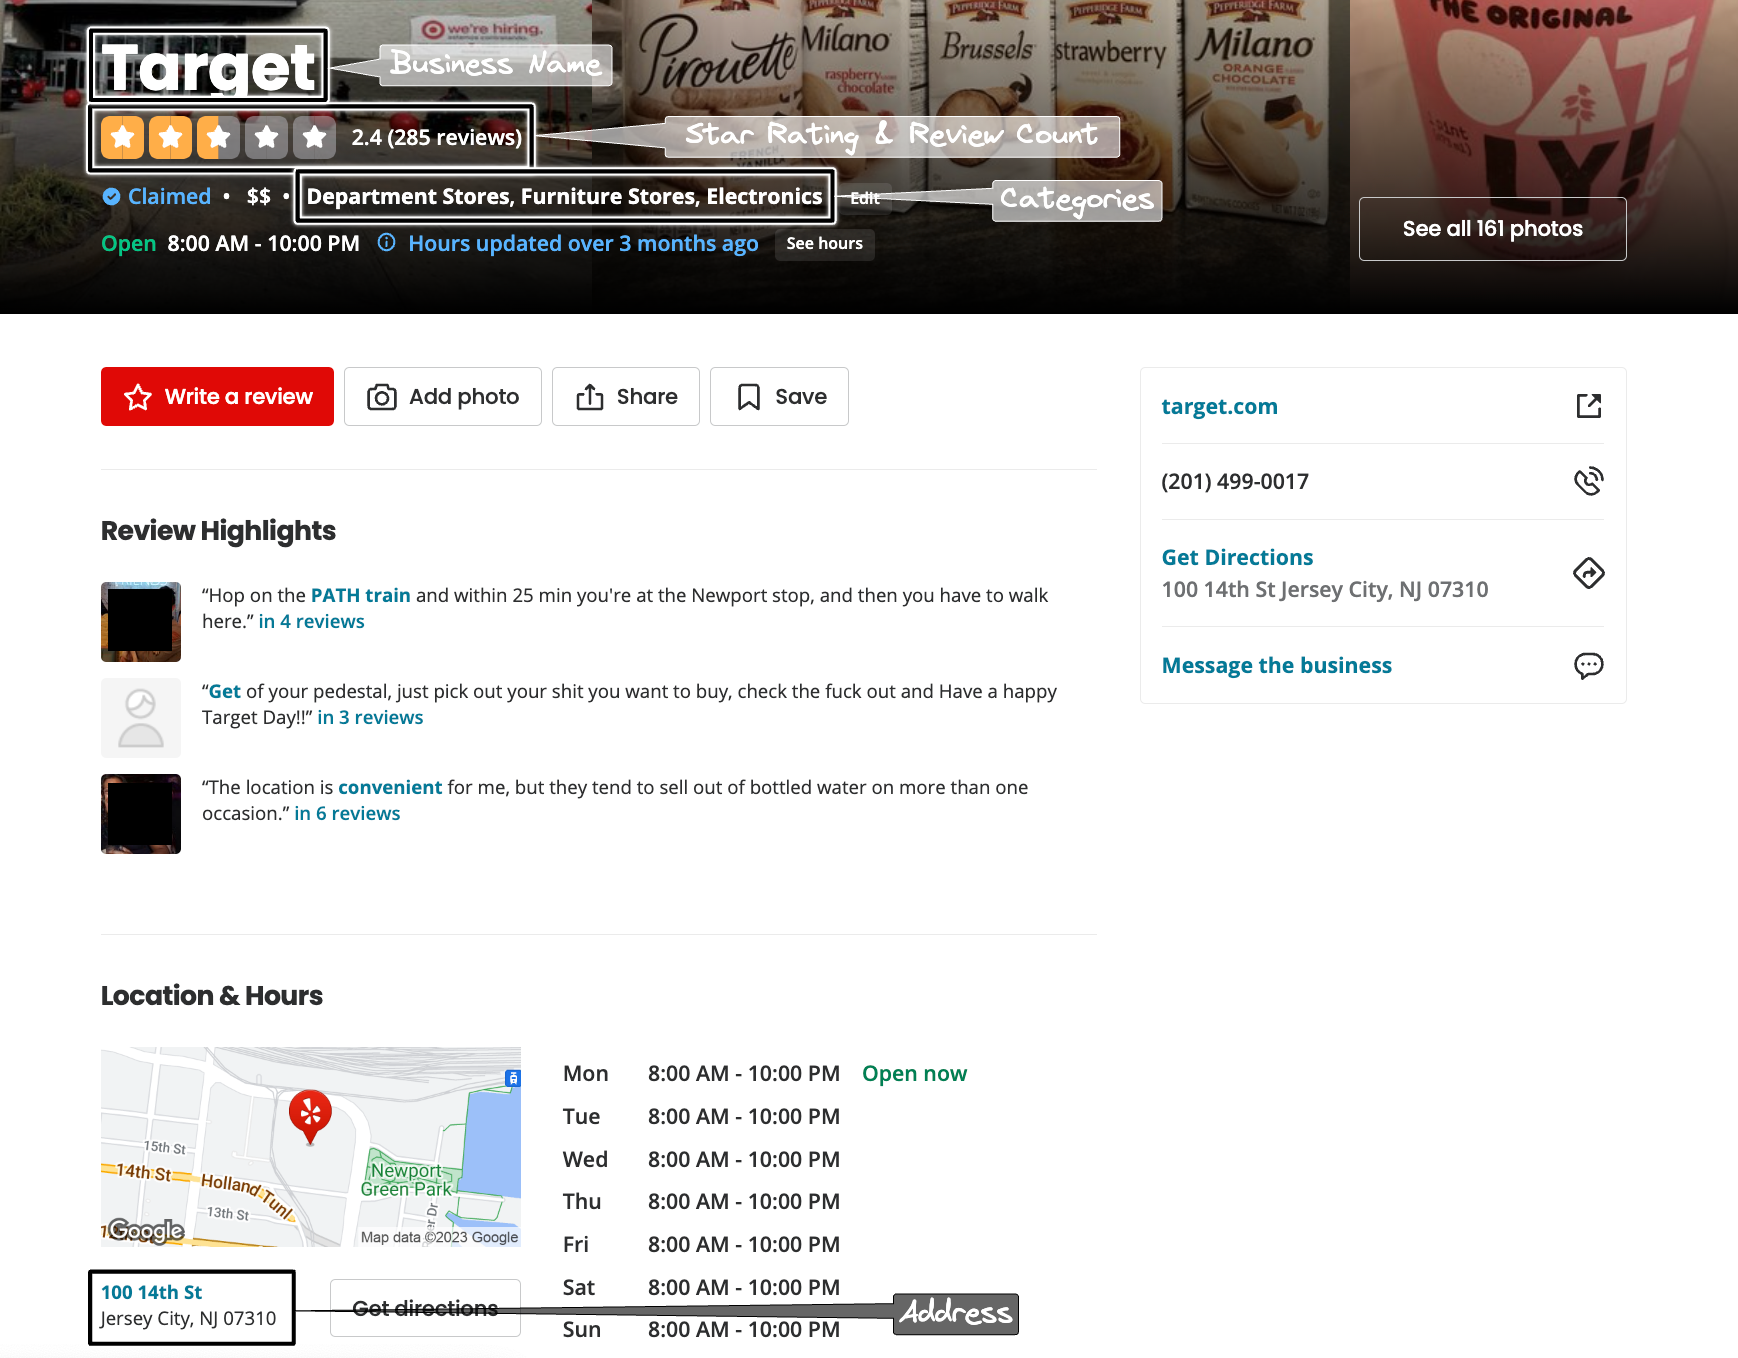 we're hiring.
Target
Business Name
PEPPERIDGE FARM
PEPPERIDGE FARM
PEPPERIDGE FARM
PEPPERIDGE FARM
Pirouette
Milano
raspberry
chocolate
Brussels
strawberry
Milano
ORANGE
CHOCOLATE
FRENCH
VANILLA
THE ORIGINAL
OAT-
LY!
2.4 (285 reviews)
Star Rating & Review Count
Claimed • $$ • Department Stores, Furniture Stores, Electronics Edit
Categories
Open 8:00 AM - 10:00 PM Hours updated over 3 months ago See hours
See all 161 photos
Write a review
Add photo
Share
Save
target.com
(201) 499-0017
Get Directions
100 14th St Jersey City, NJ 07310
Message the business
Review Highlights
“Hop on the PATH train and within 25 min you're at the Newport stop, and then you have to walk
here.” in 4 reviews
“Get of your pedestal, just pick out your shit you want to buy, check the fuck out and Have a happy
Target Day!!” in 3 reviews
“The location is convenient for me, but they tend to sell out of bottled water on more than one
occasion.” in 6 reviews
Location & Hours
15th St
14th St
Holland Tunl
13th St
Newport
Green Park
Google
Map data ©2023 Google
100 14th St
Jersey City, NJ 07310
Get directions
Mon 8:00 AM - 10:00 PM Open now
Tue 8:00 AM - 10:00 PM
Wed 8:00 AM - 10:00 PM
Thu 8:00 AM - 10:00 PM
Fri 8:00 AM - 10:00 PM
Sat 8:00 AM - 10:00 PM
Sun 8:00 AM - 10:00 PM
Address